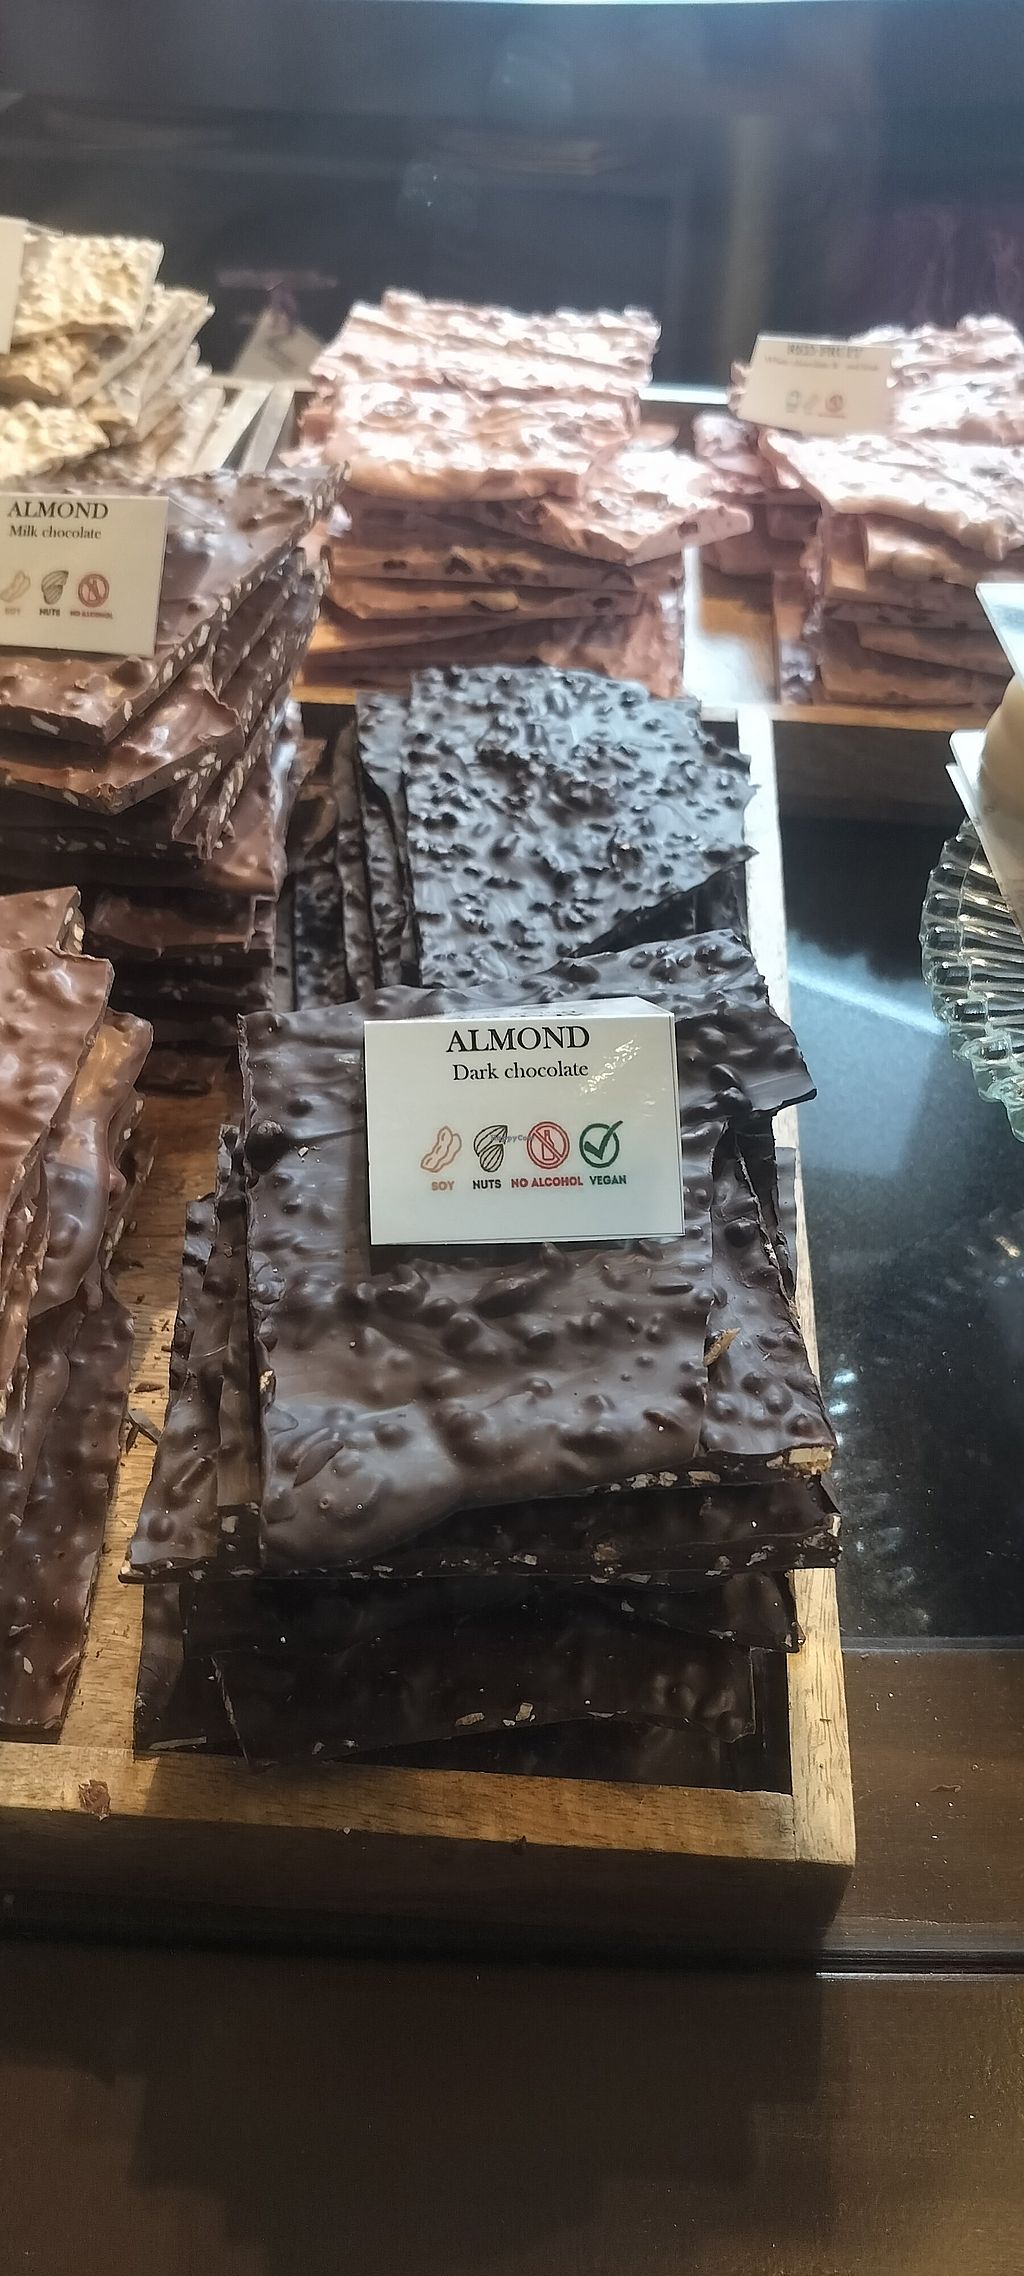 RED FRUIT
ALMOND
Milk chocolate
SOY NUTS NO ALCOHOL
ALMOND
Dark chocolate
SOY NUTS NO ALCOHOL VEGAN